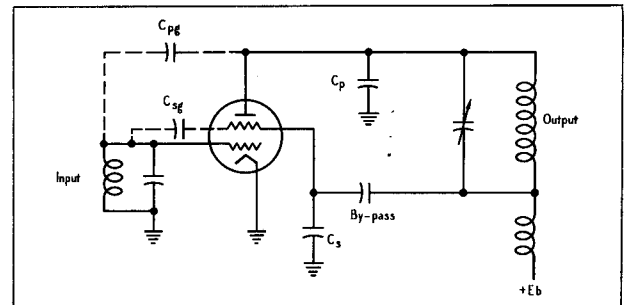 Cpg
Csg
Cp
Output
Input
By-pass
Cs
+Eb